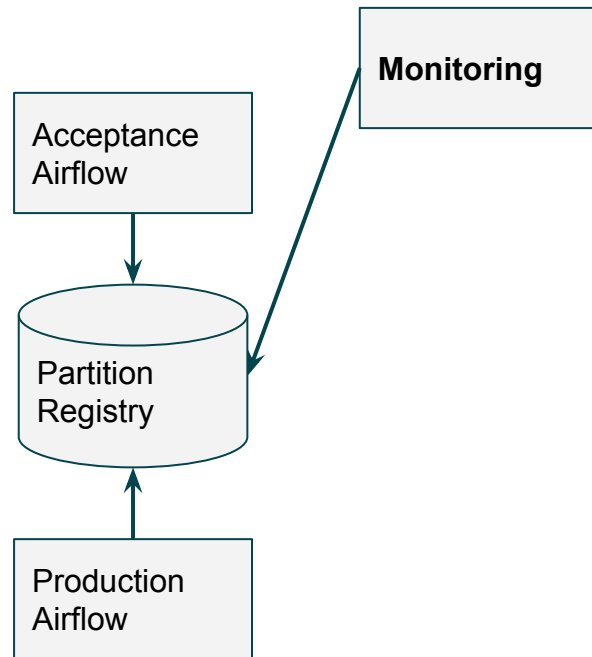 Monitoring
Acceptance
Airflow
Partition
Registry
Production
Airflow